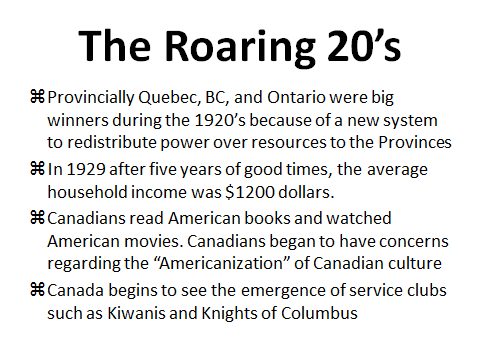 The Roaring 20’s
⌘Provincially Quebec, BC, and Ontario were big
winners during the 1920’s because of a new system
to redistribute power over resources to the Provinces
⌘In 1929 after five years of good times, the average
household income was $1200 dollars.
⌘Canadians read American books and watched
American movies. Canadians began to have concerns
regarding the “Americanization” of Canadian culture
⌘Canada begins to see the emergence of service clubs
such as Kiwanis and Knights of Columbus